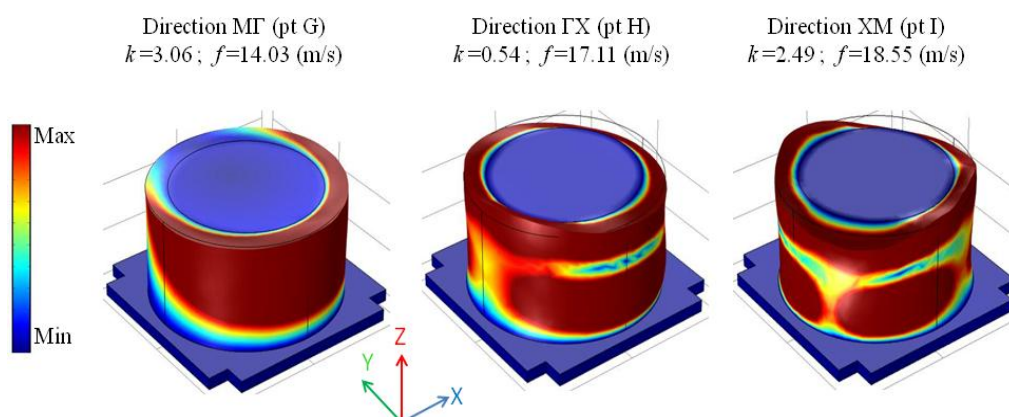 Direction MΓ (pt G)
k=3.06 ; f=14.03 (m/s)
Direction ΓX (pt H)
k=0.54 ; f=17.11 (m/s)
Direction XM (pt I)
k=2.49 ; f=18.55 (m/s)
Max
Min
Z
Y
X